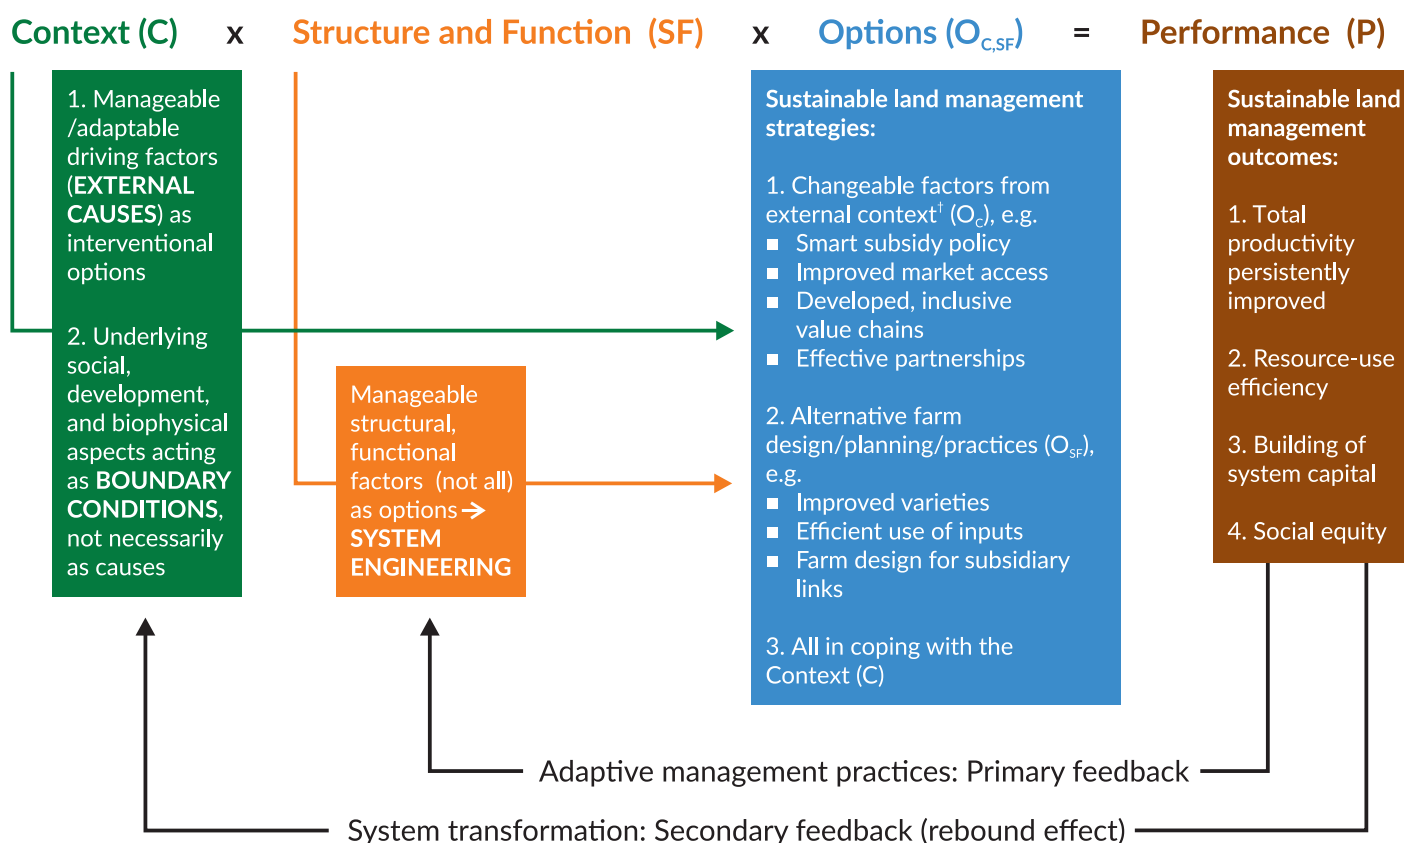 Context (C) x Structure and Function (SF) x Options (O_C,SF) = Performance (P)
1. Manageable
/adaptable
driving factors
(EXTERNAL
CAUSES) as
interventional
options
2. Underlying
social,
development,
and biophysical
aspects acting
as BOUNDARY
CONDITIONS,
not necessarily
as causes
Manageable
structural,
functional
factors (not all)
as options →
SYSTEM
ENGINEERING
Sustainable land management
strategies:
1. Changeable factors from
external context† (O_C), e.g.
■ Smart subsidy policy
■ Improved market access
■ Developed, inclusive
value chains
■ Effective partnerships
2. Alternative farm
design/planning/practices (O_SF),
e.g.
■ Improved varieties
■ Efficient use of inputs
■ Farm design for subsidiary
links
3. All in coping with the
Context (C)
Sustainable land
management
outcomes:
1. Total
productivity
persistently
improved
2. Resource-use
efficiency
3. Building of
system capital
4. Social equity
Adaptive management practices: Primary feedback
System transformation: Secondary feedback (rebound effect)